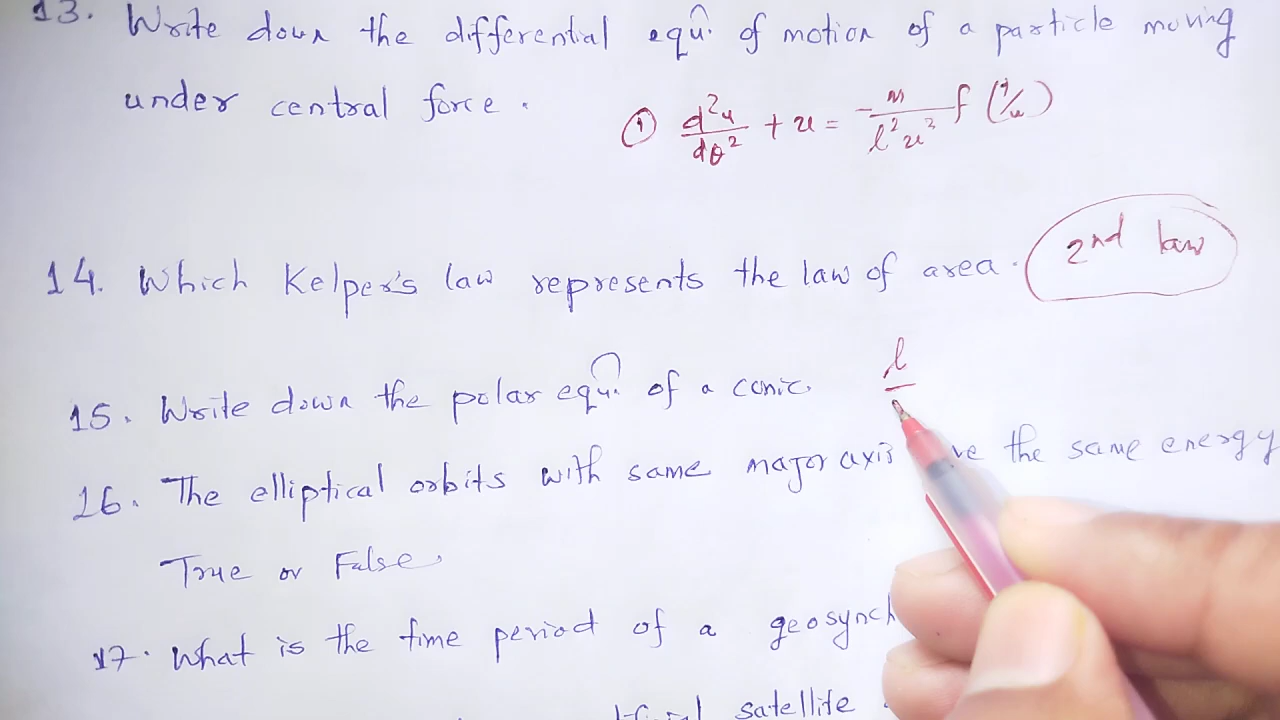 13. Write down the differential equⁿ. of motion of a particle moving
under central force.
① d²u/dθ² + u = -m/l²u² f(1/u)
14. Which Kelper's law represents the law of area. 2nd law
15. Write down the polar equⁿ. of a conic. l
16. The elliptical orbits with same major axis the same energy
True or False.
17. What is the time period of a
satellite